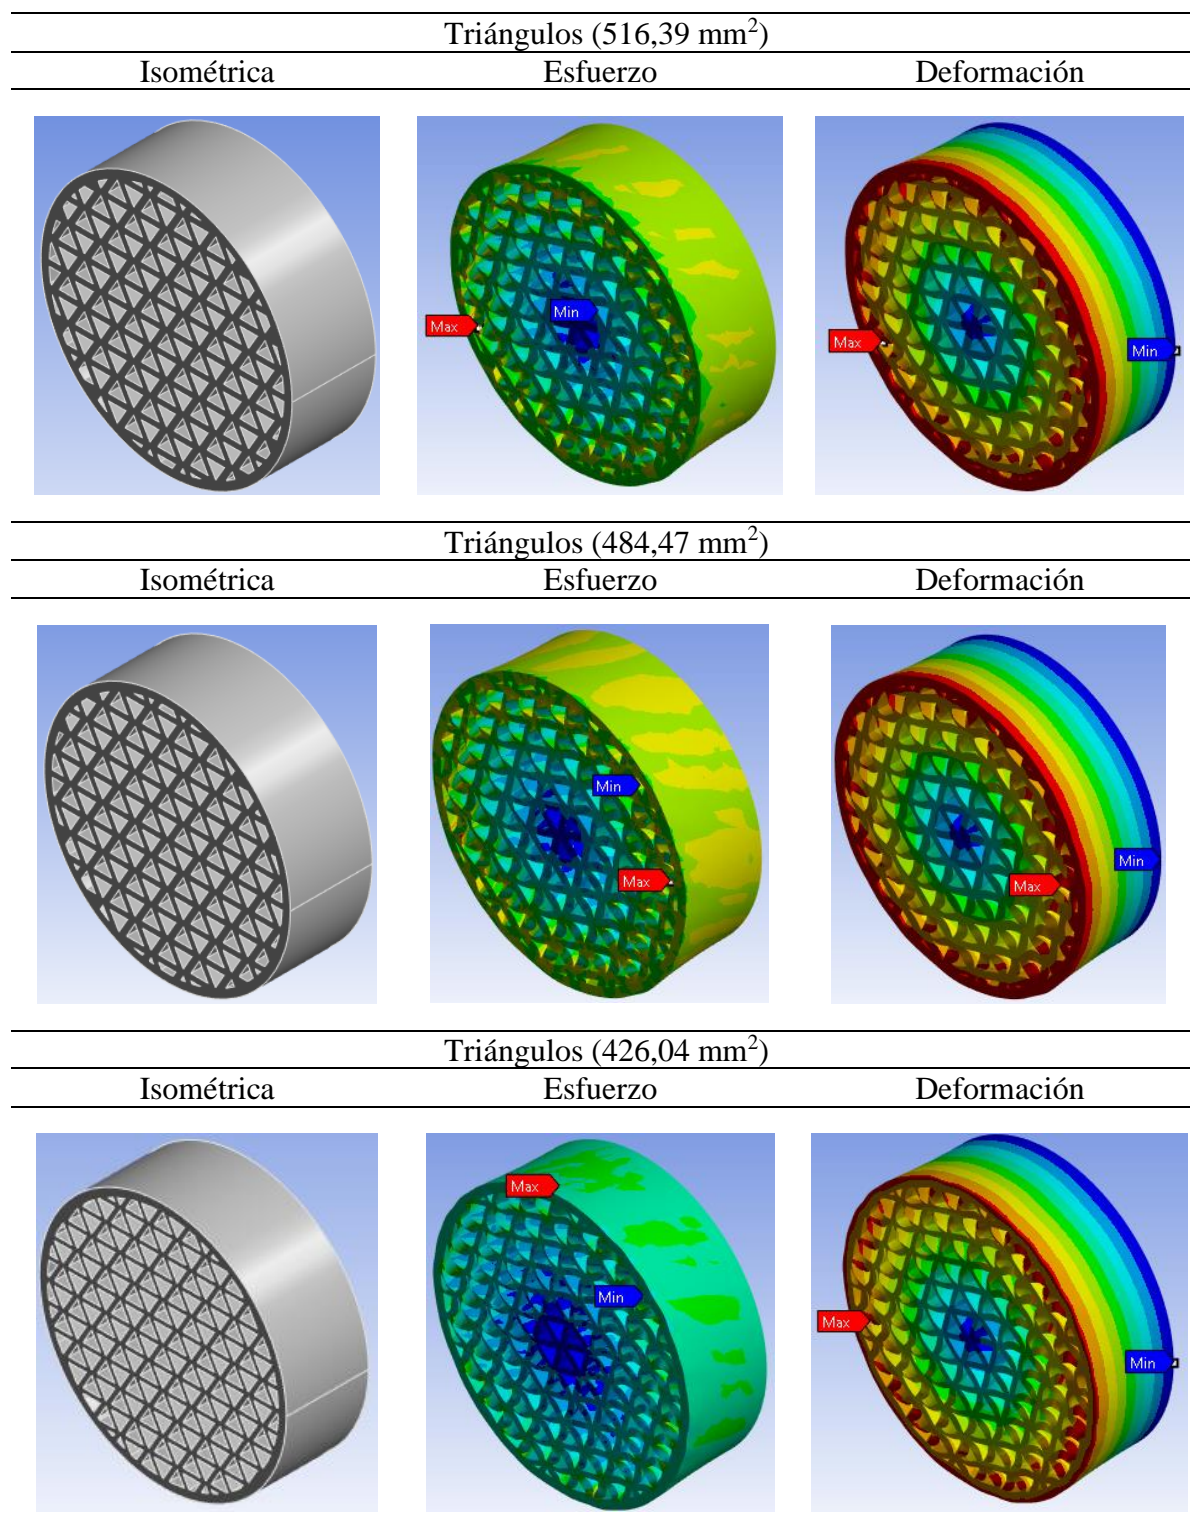 Triángulos (516,39 mm²)
Isométrica Esfuerzo Deformación
Min
Max
Max
Min
Triángulos (484,47 mm²)
Isométrica Esfuerzo Deformación
Min
Max
Min
Max
Triángulos (426,04 mm²)
Isométrica Esfuerzo Deformación
Max
Min
Max
Min